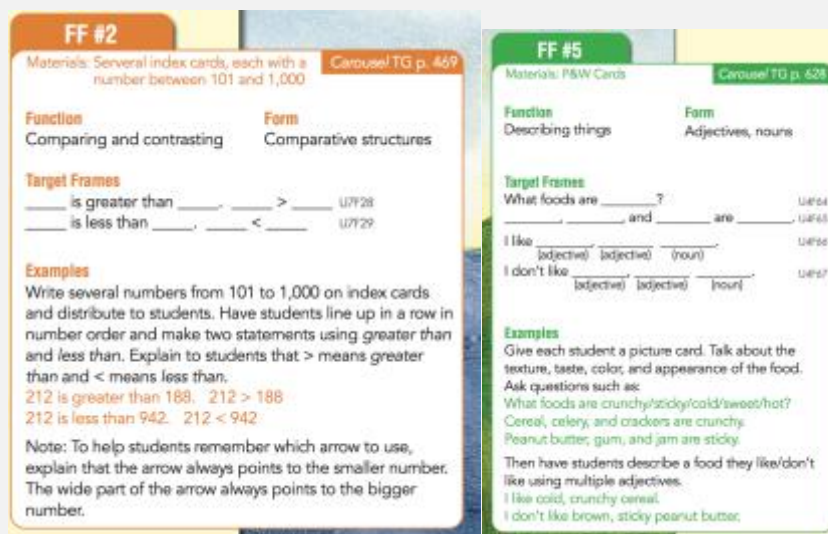 FF #2
Materials: Serveral index cards, each with a
number between 101 and 1,000
Carousel TG p. 469
Function
Comparing and contrasting
Form
Comparative structures
Target Frames
_____ is greater than _____. _____ > _____ U7F28
_____ is less than _____. _____ < _____ U7F29
Examples
Write several numbers from 101 to 1,000 on index cards
and distribute to students. Have students line up in a row in
number order and make two statements using greater than
and less than. Explain to students that > means greater
than and < means less than.
212 is greater than 188. 212 > 188
212 is less than 942. 212 < 942
Note: To help students remember which arrow to use,
explain that the arrow always points to the smaller number.
The wide part of the arrow always points to the bigger
number.
FF #5
Materials: P&W Cards
Carousel TG p. 628
Function
Describing things
Form
Adjectives, nouns
Target Frames
What foods are _______? U4F64
_______, _______, and _______ are _______. U4F65
I like _______, _______ _______. U4F66
(adjective) (adjective) (noun)
I don't like _______, _______ _______. U4F67
(adjective) (adjective) (noun)
Examples
Give each student a picture card. Talk about the
texture, taste, color, and appearance of the food.
Ask questions such as:
What foods are crunchy/sticky/cold/sweet/hot?
Cereal, celery, and crackers are crunchy.
Peanut butter, gum, and jam are sticky.
Then have students describe a food they like/don't
like using multiple adjectives.
I like cold, crunchy cereal.
I don't like brown, sticky peanut butter.